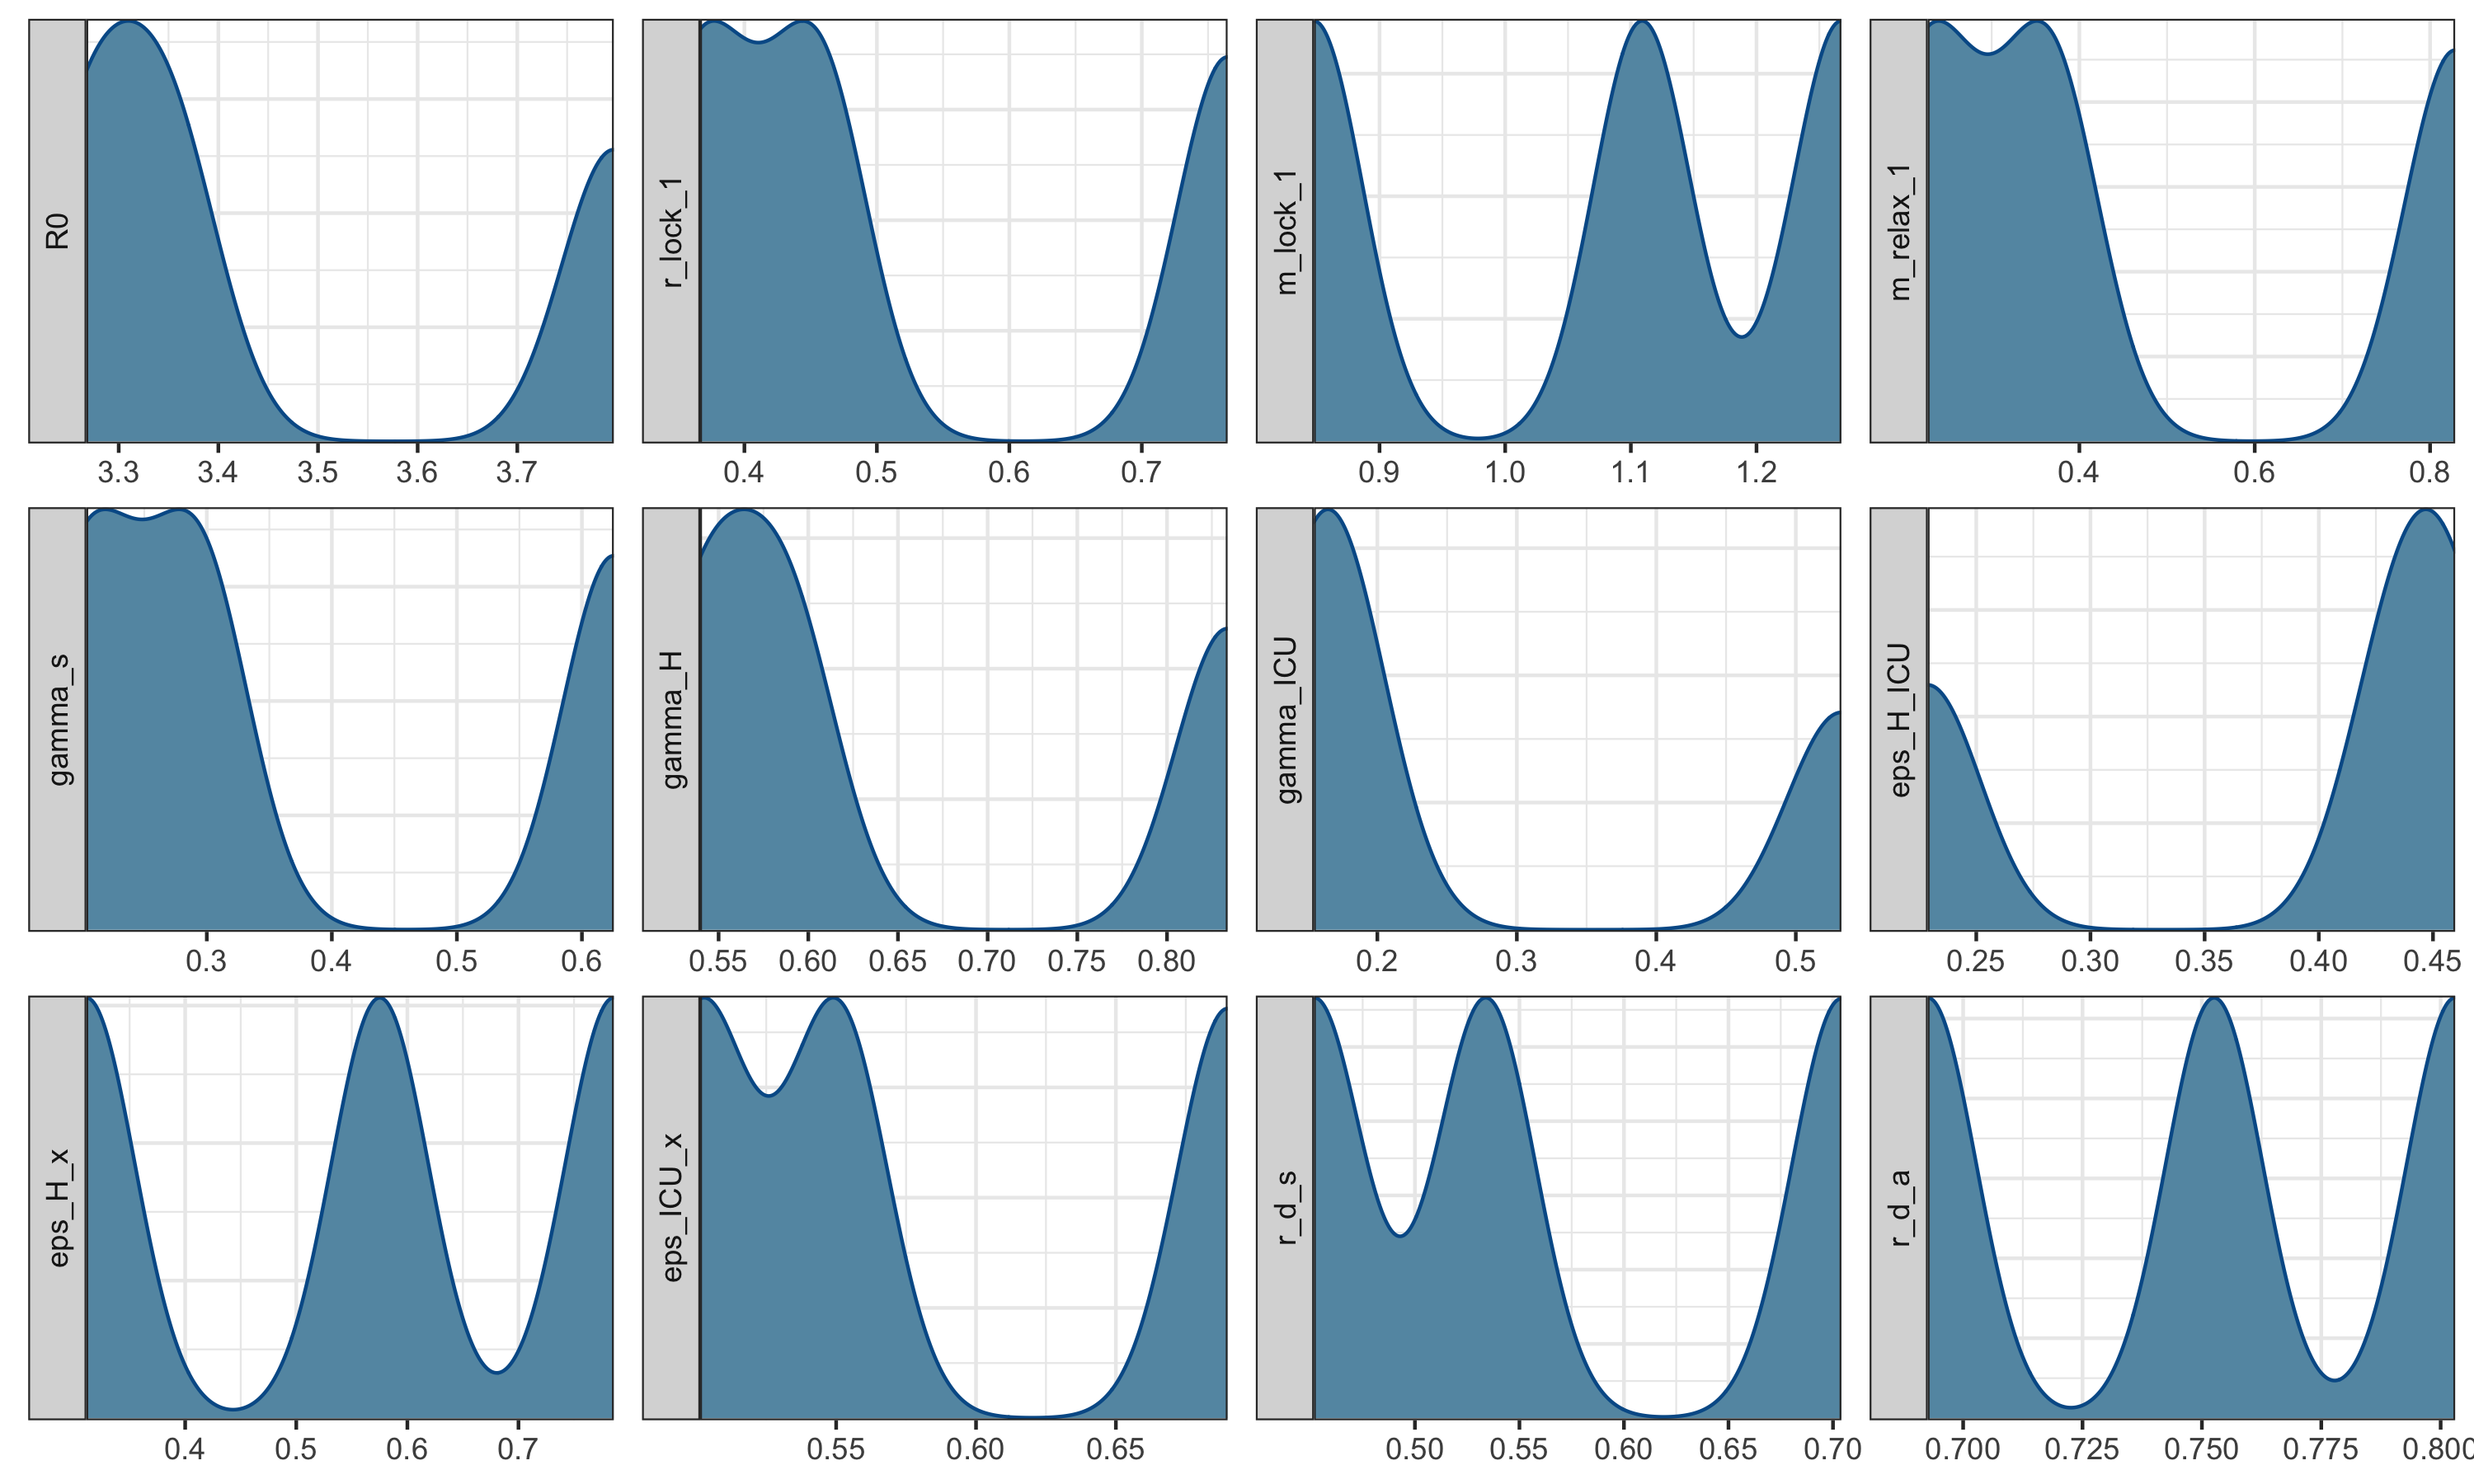 R0 r_lock_1 m_lock_1 m_relax_1
3.3 3.4 3.5 3.6 3.7 0.4 0.5 0.6 0.7 0.9 1.0 1.1 1.2 0.4 0.6 0.8
gamma_s gamma_H gamma_ICU eps_H_ICU
0.3 0.4 0.5 0.6 0.55 0.60 0.65 0.70 0.75 0.80 0.2 0.3 0.4 0.5 0.25 0.30 0.35 0.40 0.45
eps_H_x eps_ICU_x r_d_s r_d_a
0.4 0.5 0.6 0.7 0.55 0.60 0.65 0.50 0.55 0.60 0.65 0.70 0.700 0.725 0.750 0.775 0.800